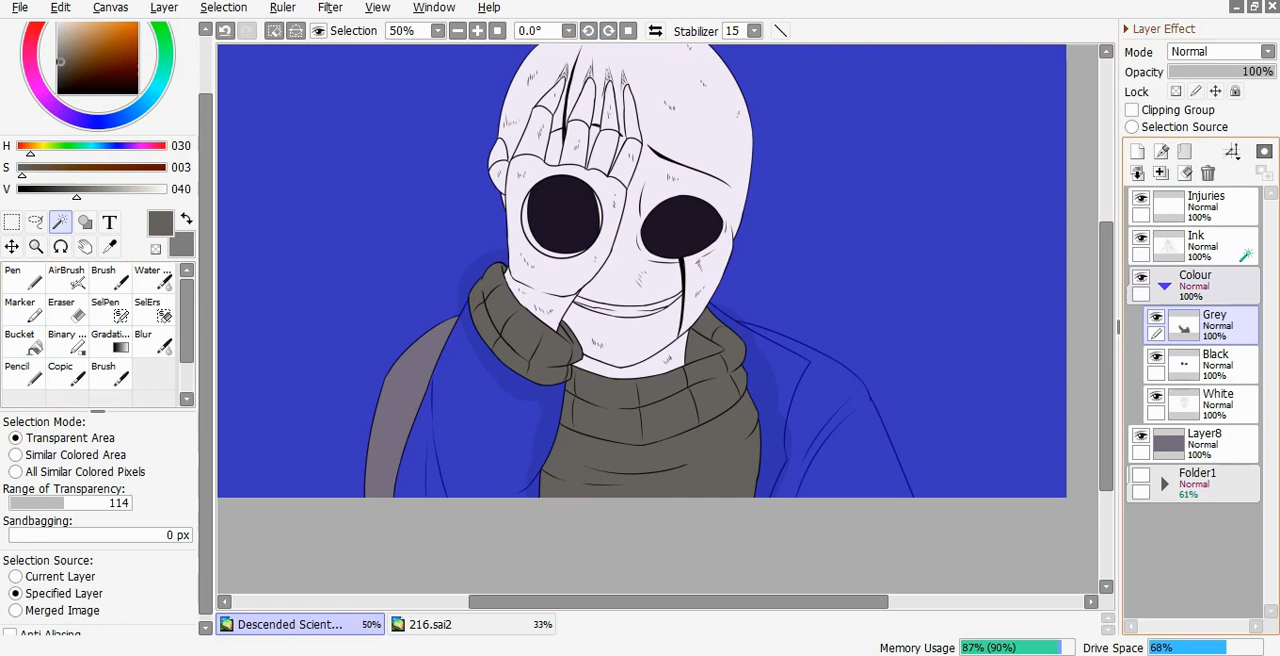 File Edit Canvas Layer Selection Ruler Filter View Window Help
Selection 50% 0.0° Stabilizer 15
H 030
S 003
V 040
T
Pen AirBrush Brush Water ...
Marker Eraser SelPen SelErs
Bucket Binary ... Gradati... Blur
Pencil Copic Brush
Selection Mode:
Transparent Area
Similar Colored Area
All Similar Colored Pixels
Range of Transparency:
114
Sandbagging:
0 px
Selection Source:
Current Layer
Specified Layer
Merged Image
Anti-Aliasing
Descended Scient... 50% 216.sai2 33%
Layer Effect
Mode Normal
Opacity 100%
Lock
Clipping Group
Selection Source
Injuries
Normal
100%
Ink
Normal
100%
Colour
Normal
100%
Grey
Normal
100%
Black
Normal
100%
White
Normal
100%
Layer8
Normal
100%
Folder1
Normal
61%
Memory Usage 87% (90%) Drive Space 68%